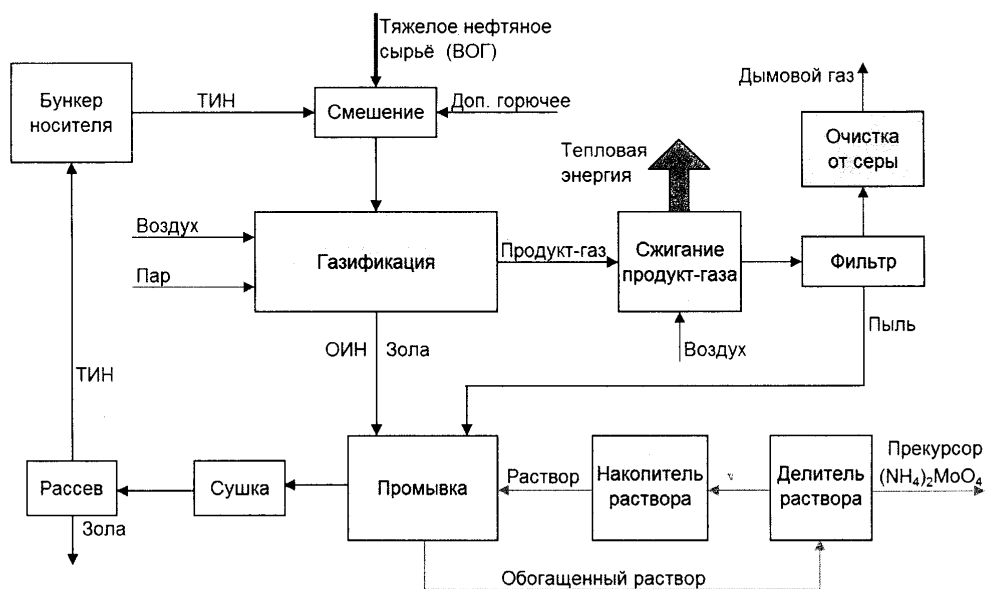 Тяжелое нефтяное
сырьё (ВОГ)
Дымовой газ
Бункер
носителя
ТИН
Смешение
Доп. горючее
Очистка
от серы
Тепловая
энергия
Воздух
Пар
Газификация
Продукт-газ
Сжигание
продукт-газа
Фильтр
ОИН
Зола
Воздух
Пыль
ТИН
Рассев
Сушка
Промывка
Раствор
Накопитель
раствора
Делитель
раствора
Прекурсор
(NH₄)₂MoO₄
Зола
Обогащенный раствор